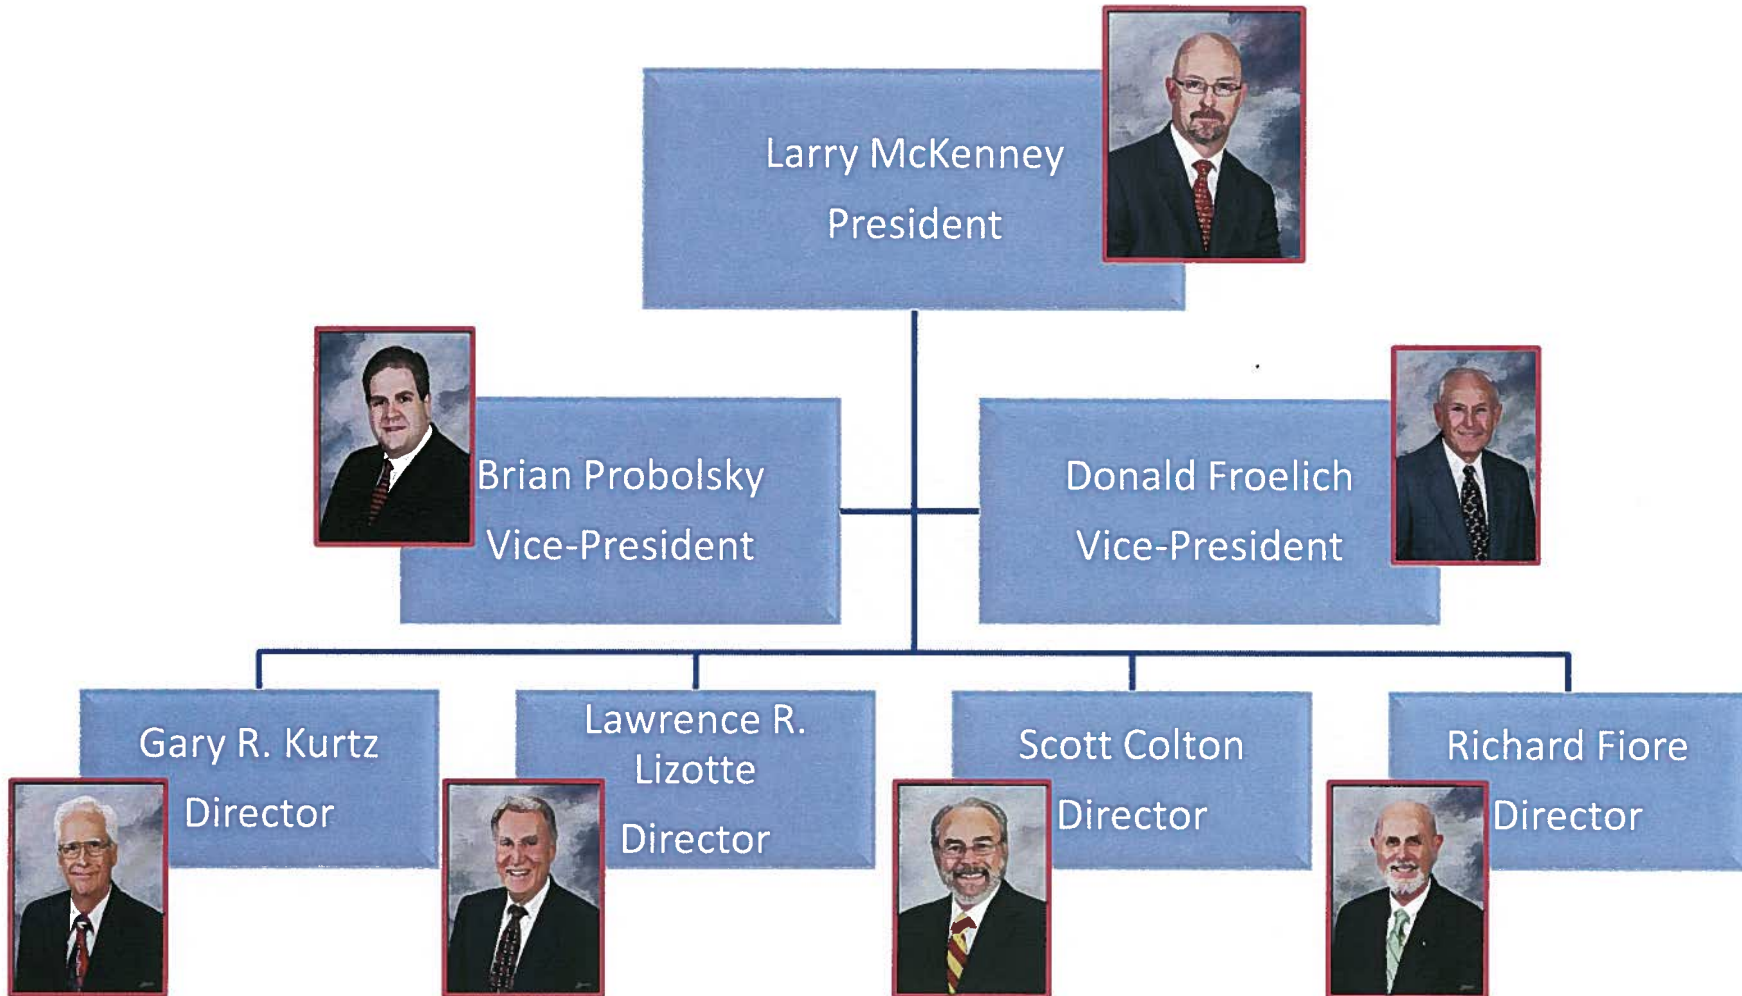 Larry McKenney
President
Brian Probolsky
Vice-President
Donald Froelich
Vice-President
Gary R. Kurtz
Director
Lawrence R.
Lizotte
Director
Scott Colton
Director
Richard Fiore
Director